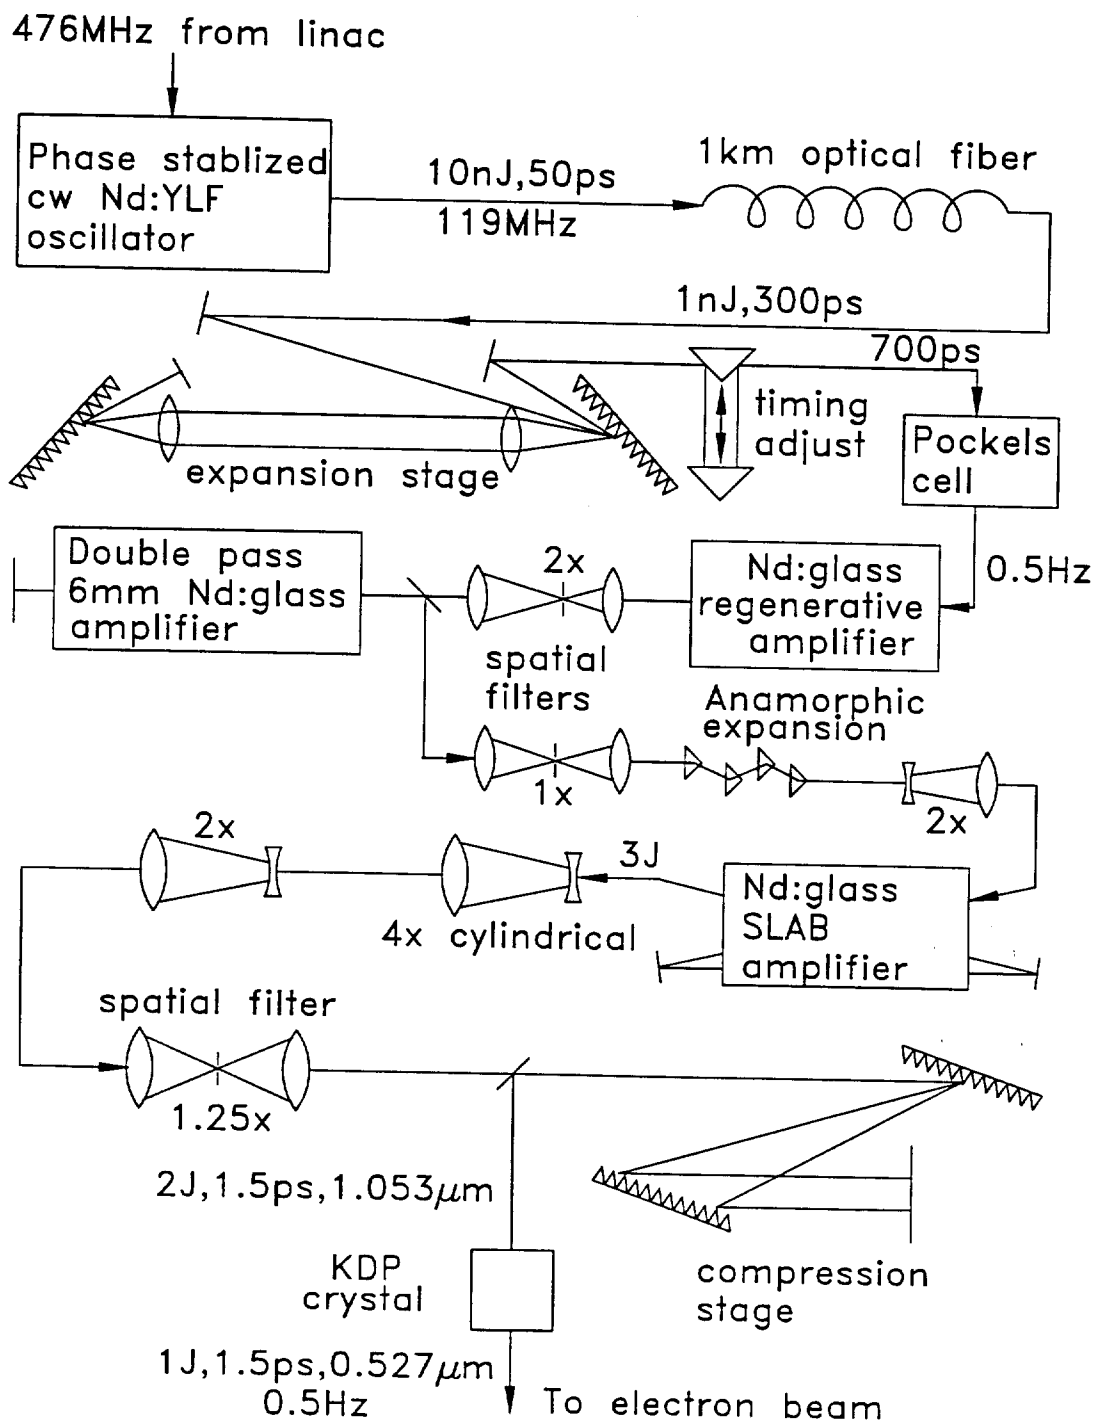 476MHz from linac
Phase stablized
cw Nd:YLF
oscillator
10nJ,50ps
119MHz
1km optical fiber
1nJ,300ps
700ps
timing
adjust
Pockels
cell
expansion stage
0.5Hz
Double pass
6mm Nd:glass
amplifier
2x
Nd:glass
regenerative
amplifier
spatial
filters
Anamorphic
expansion
1x
2x
2x
3J
4x cylindrical
Nd:glass
SLAB
amplifier
spatial filter
1.25x
2J,1.5ps,1.053μm
KDP
crystal
compression
stage
1J,1.5ps,0.527μm
0.5Hz
To electron beam